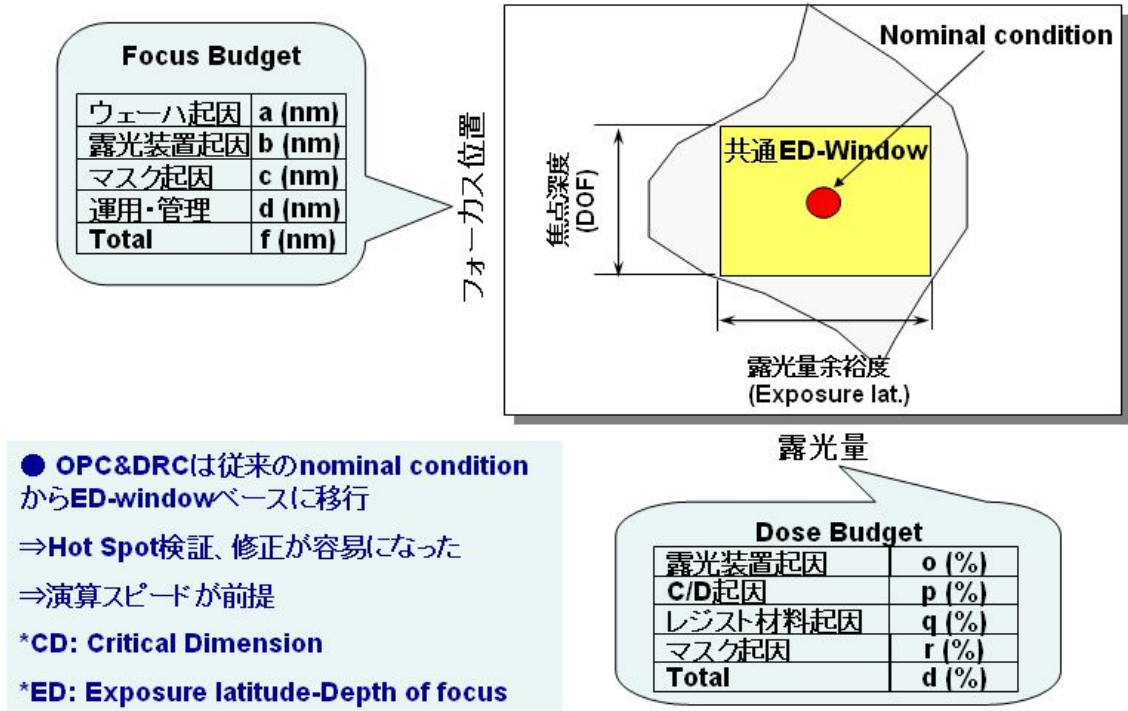 Focus Budget
ウェーハ起因 a (nm)
露光装置起因 b (nm)
マスク起因 c (nm)
運用・管理 d (nm)
Total f (nm)
フォーカス位置
Nominal condition
共通ED-Window
焦点深度
(DOF)
露光量余裕度
(Exposure lat.)
露光量
● OPC&DRCは従来のnominal condition
からED-windowベースに移行
⇒Hot Spot検証、修正が容易になった
⇒演算スピードが前提
*CD: Critical Dimension
*ED: Exposure latitude-Depth of focus
Dose Budget
露光装置起因 o (%)
C/D起因 p (%)
レジスト材料起因 q (%)
マスク起因 r (%)
Total d (%)